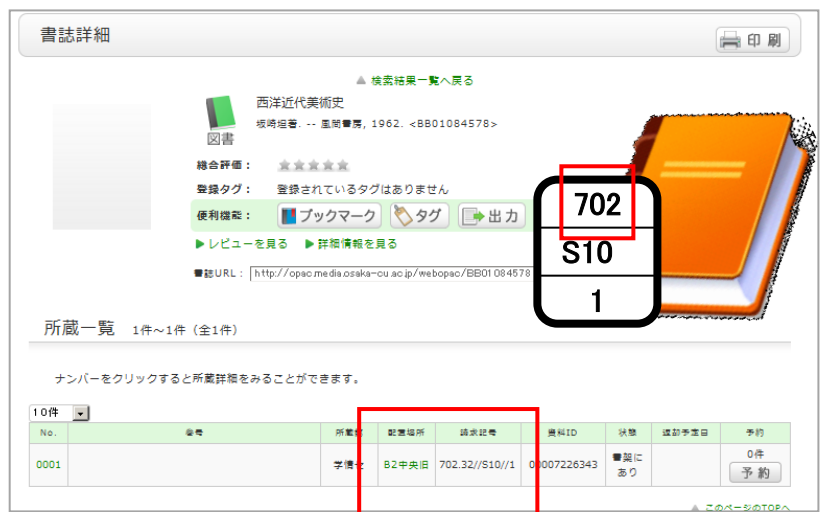 書誌詳細
印刷
▲ 検索結果一覧へ戻る
西洋近代美術史
坂崎坦著. -- 風間書房, 1962. <BB01084578>
図書
総合評価： ☆☆☆☆☆
登録タグ： 登録されているタグはありません
便利機能： ブックマーク タグ 出力
▶レビューを見る ▶詳細情報を見る
書誌URL： http://opac.media.osaka-cu.ac.jp/webopac/BB01084578
702
S10
1
所蔵一覧 1件～1件（全1件）
ナンバーをクリックすると所蔵詳細をみることができます。
10件
No. 巻号 所蔵 配置場所 請求記号 資料ID 状態 返却予定日 予約
0001 学情セ B2中央旧 702.32//S10//1 00007226343 書架にあり 0件
予約
▲ このページのTOPへ